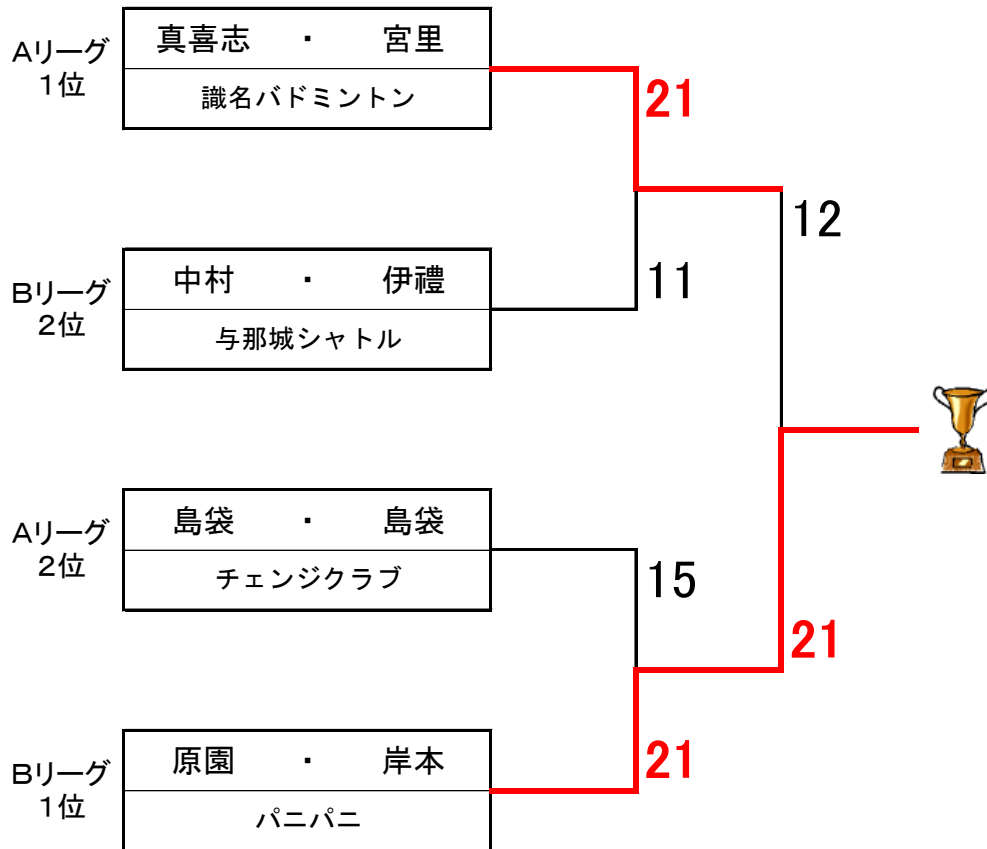 Aリーグ
1位
真喜志 ・ 宮里
識名バドミントン
21
12
Bリーグ
2位
中村 ・ 伊禮
与那城シャトル
11
Aリーグ
2位
島袋 ・ 島袋
チェンジクラブ
15
21
Bリーグ
1位
原園 ・ 岸本
パニパニ
21